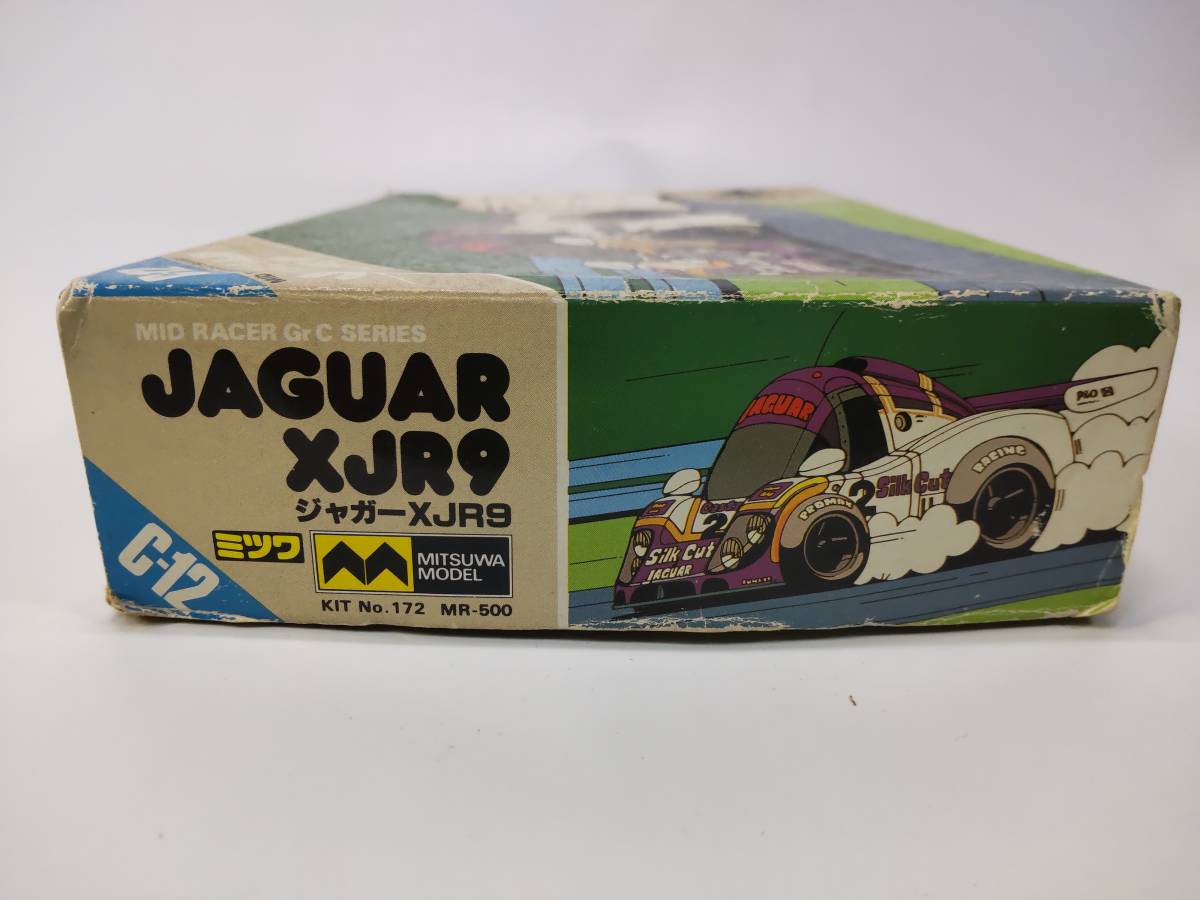 MID RACER Gr C SERIES
JAGUAR
XJR9
ジャガーXJR9
C-12
ミツワ
MITSUWA
MODEL
KIT No.172 MR-500
JAGUAR
RACING
Silk Cut
2
2
Silk Cut
JAGUAR